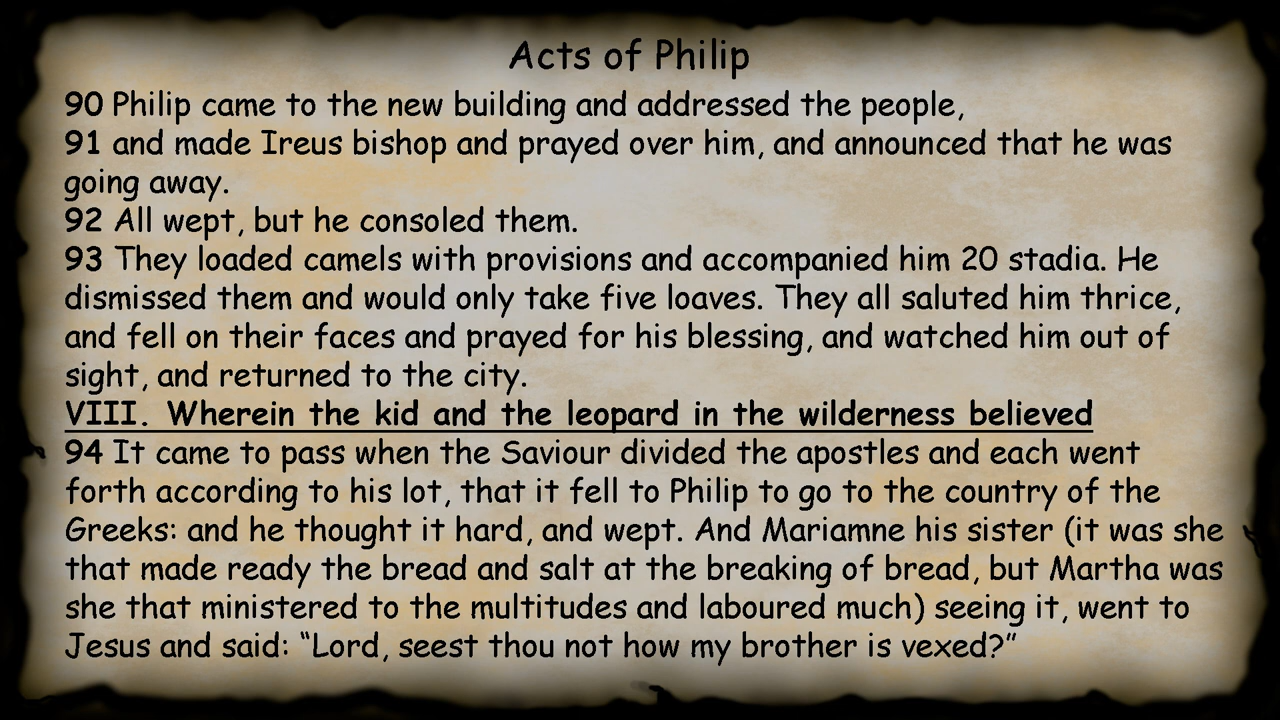 Acts of Philip
90 Philip came to the new building and addressed the people,
91 and made Ireus bishop and prayed over him, and announced that he was
going away.
92 All wept, but he consoled them.
93 They loaded camels with provisions and accompanied him 20 stadia. He
dismissed them and would only take five loaves. They all saluted him thrice,
and fell on their faces and prayed for his blessing, and watched him out of
sight, and returned to the city.
VIII. Wherein the kid and the leopard in the wilderness believed
94 It came to pass when the Saviour divided the apostles and each went
forth according to his lot, that it fell to Philip to go to the country of the
Greeks: and he thought it hard, and wept. And Mariamne his sister (it was she
that made ready the bread and salt at the breaking of bread, but Martha was
she that ministered to the multitudes and laboured much) seeing it, went to
Jesus and said: “Lord, seest thou not how my brother is vexed?”